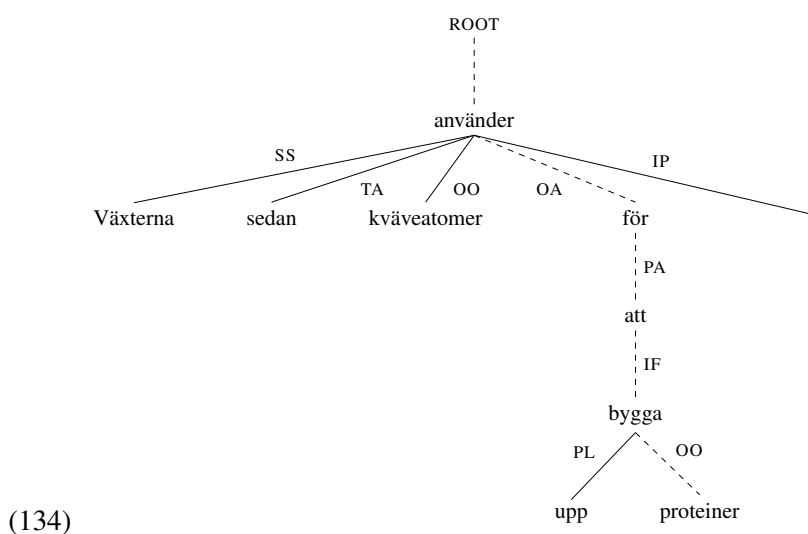 ROOT
använder
SS TA OO OA IP
Växterna sedan kväveatomer för
PA
att
IF
bygga
PL OO
upp proteiner
(134)